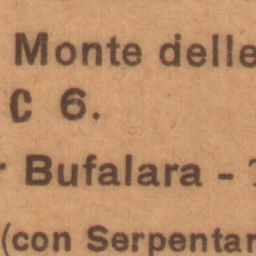 Monte delle
C 6.
r Bufalara -
(con Serpentar